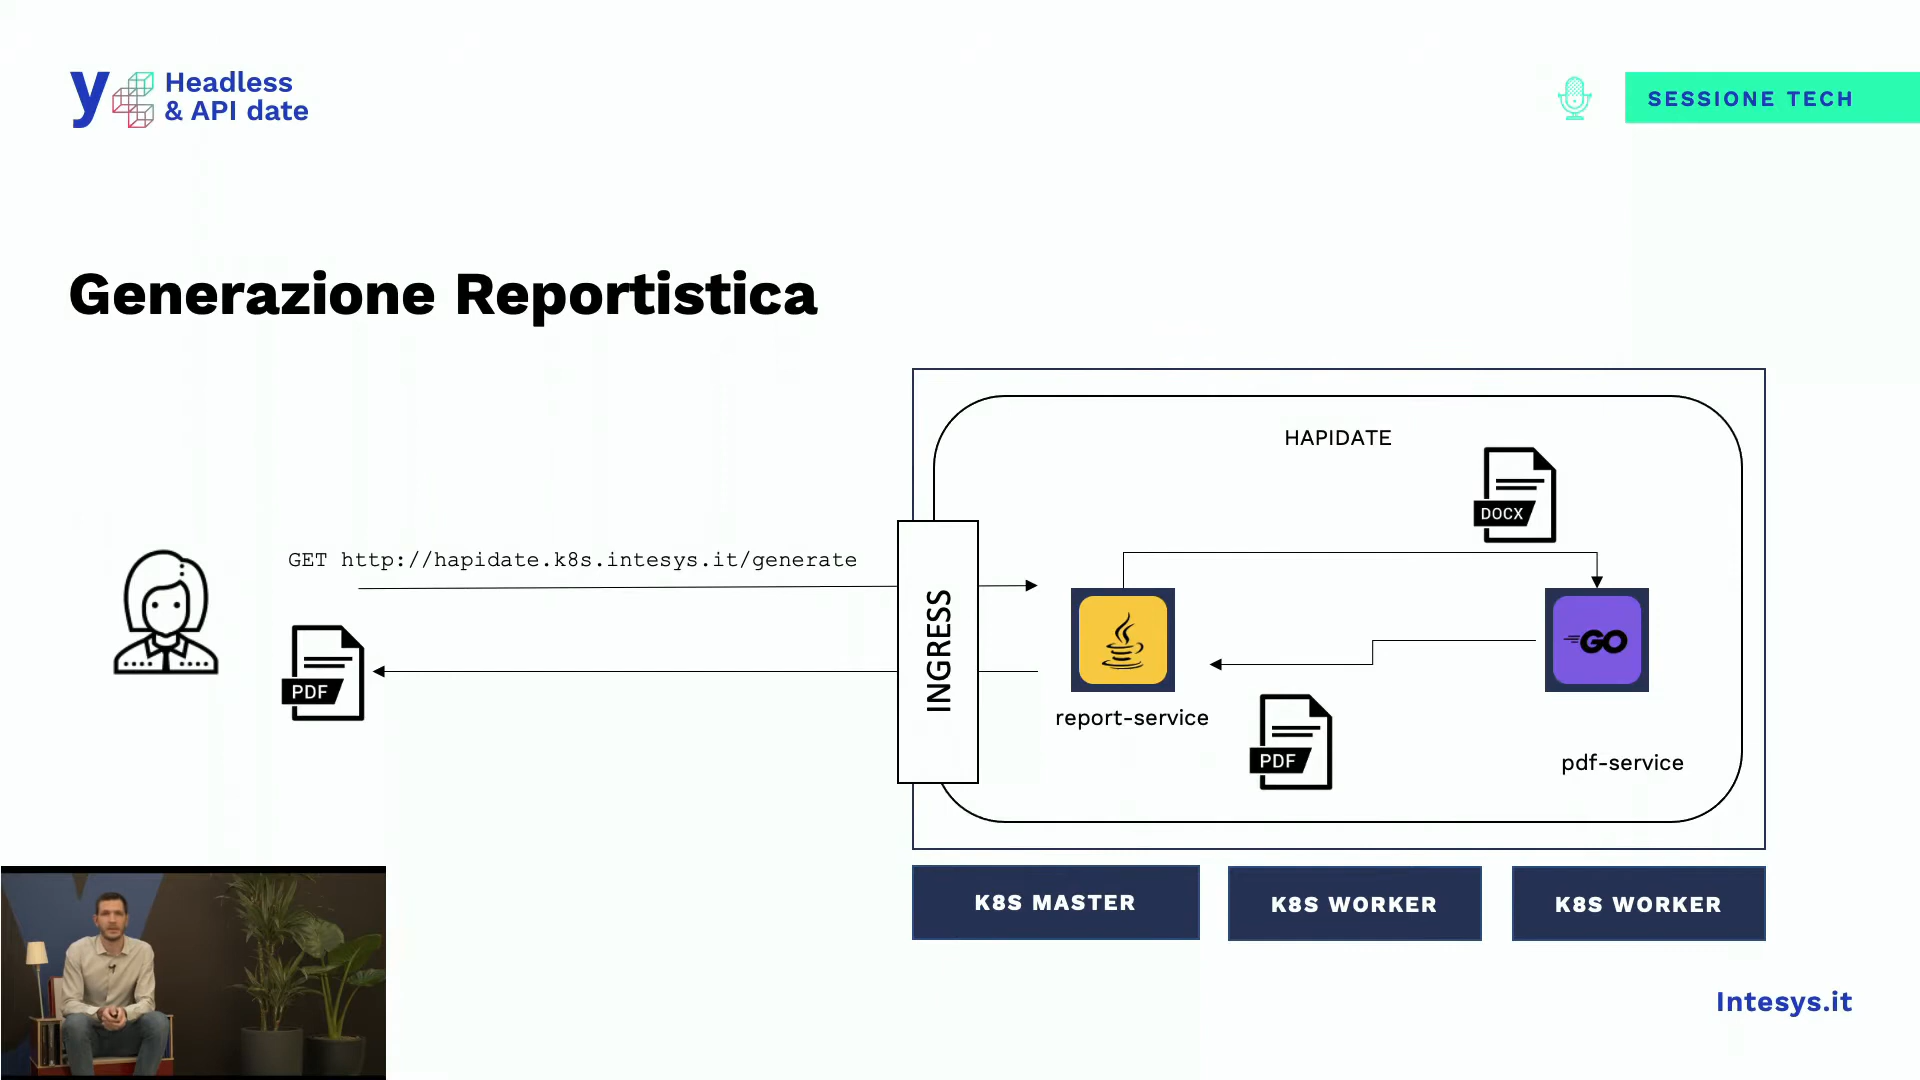 y
Headless
& API date
SESSIONE TECH
Generazione Reportistica
HAPIDATE
DOCX
GET http://hapidate.k8s.intesys.it/generate
INGRESS
GO
PDF
report-service
PDF
pdf-service
K8S MASTER
K8S WORKER
K8S WORKER
Intesys.it